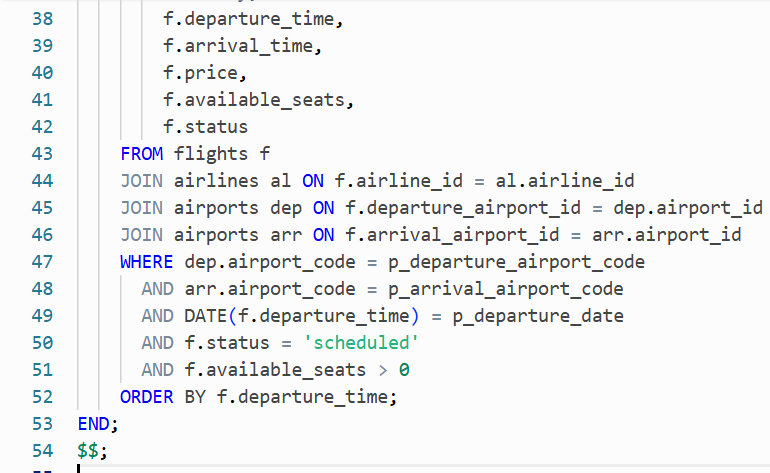 38 f.departure_time,
39 f.arrival_time,
40 f.price,
41 f.available_seats,
42 f.status
43 FROM flights f
44 JOIN airlines al ON f.airline_id = al.airline_id
45 JOIN airports dep ON f.departure_airport_id = dep.airport_id
46 JOIN airports arr ON f.arrival_airport_id = arr.airport_id
47 WHERE dep.airport_code = p_departure_airport_code
48 AND arr.airport_code = p_arrival_airport_code
49 AND DATE(f.departure_time) = p_departure_date
50 AND f.status = 'scheduled'
51 AND f.available_seats > 0
52 ORDER BY f.departure_time;
53 END;
54 $$;